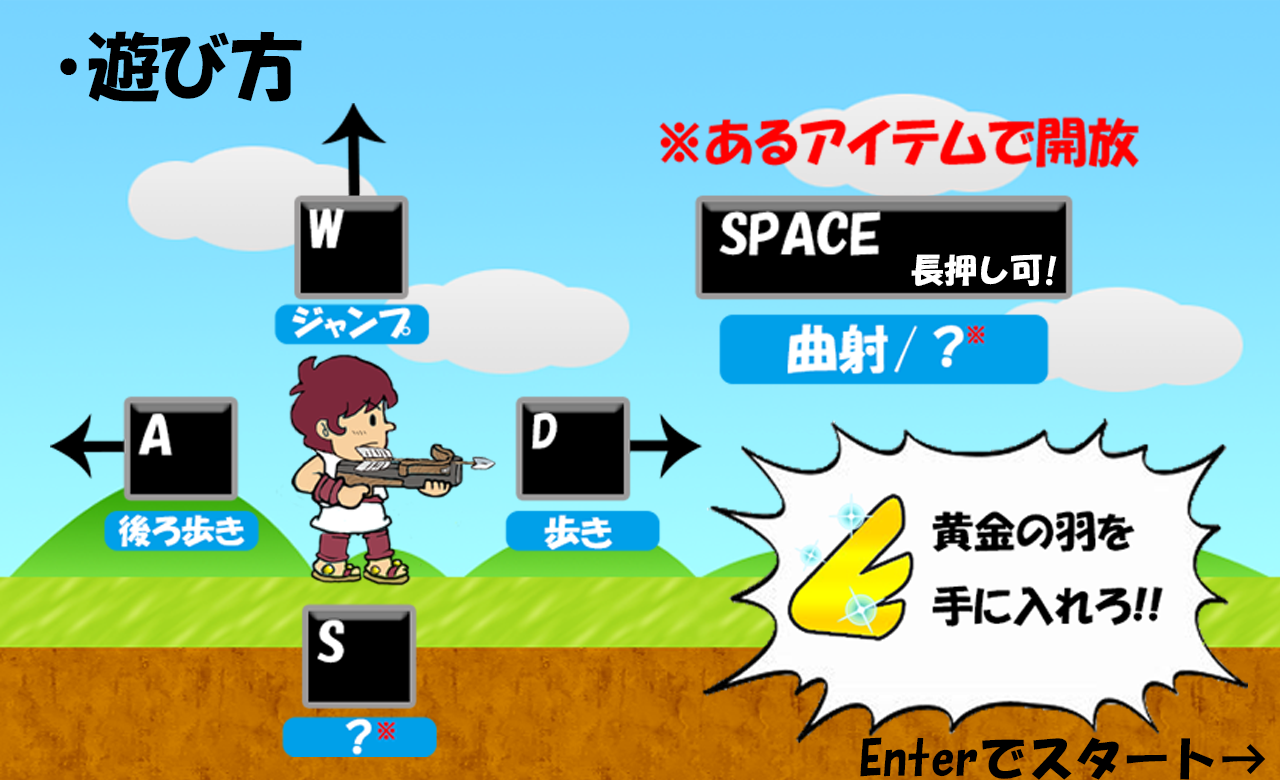 ・遊び方
※あるアイテムで開放
W
ジャンプ
SPACE
長押し可!
曲射/?※
A
後ろ歩き
D
歩き
黄金の羽を
手に入れろ!!
S
?※
Enterでスタート→